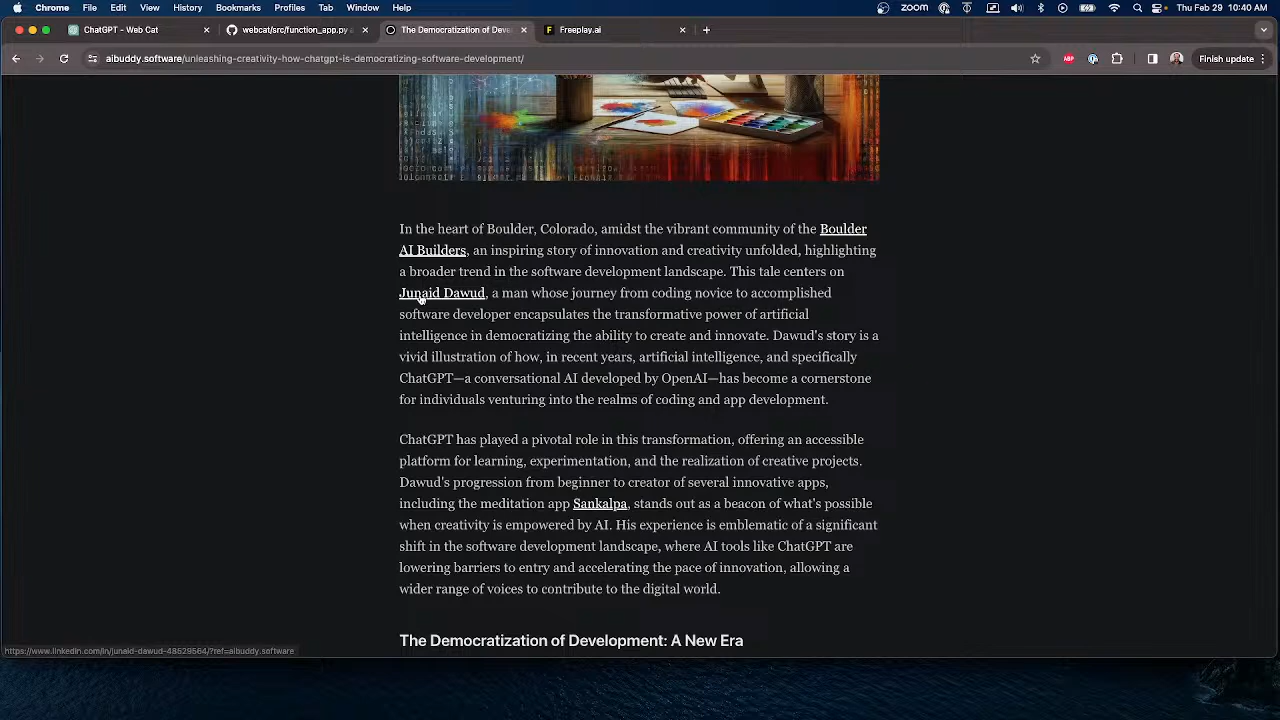 Chrome File Edit View History Bookmarks Profiles Tab Window Help zoom Thu Feb 29 10:40 AM
ChatGPT - Web Cat
webcat/src/function_app.py a
The Democratization of Deve
Freeplay.ai
aibuddy.software/unleashing-creativity-how-chatgpt-is-democratizing-software-development/
ABP
Finish update
In the heart of Boulder, Colorado, amidst the vibrant community of the Boulder
AI Builders, an inspiring story of innovation and creativity unfolded, highlighting
a broader trend in the software development landscape. This tale centers on
Junaid Dawud, a man whose journey from coding novice to accomplished
software developer encapsulates the transformative power of artificial
intelligence in democratizing the ability to create and innovate. Dawud's story is a
vivid illustration of how, in recent years, artificial intelligence, and specifically
ChatGPT—a conversational AI developed by OpenAI—has become a cornerstone
for individuals venturing into the realms of coding and app development.
ChatGPT has played a pivotal role in this transformation, offering an accessible
platform for learning, experimentation, and the realization of creative projects.
Dawud's progression from beginner to creator of several innovative apps,
including the meditation app Sankalpa, stands out as a beacon of what's possible
when creativity is empowered by AI. His experience is emblematic of a significant
shift in the software development landscape, where AI tools like ChatGPT are
lowering barriers to entry and accelerating the pace of innovation, allowing a
wider range of voices to contribute to the digital world.
The Democratization of Development: A New Era
https://www.linkedin.com/in/junaid-dawud-48529564/?ref=aibuddy.software